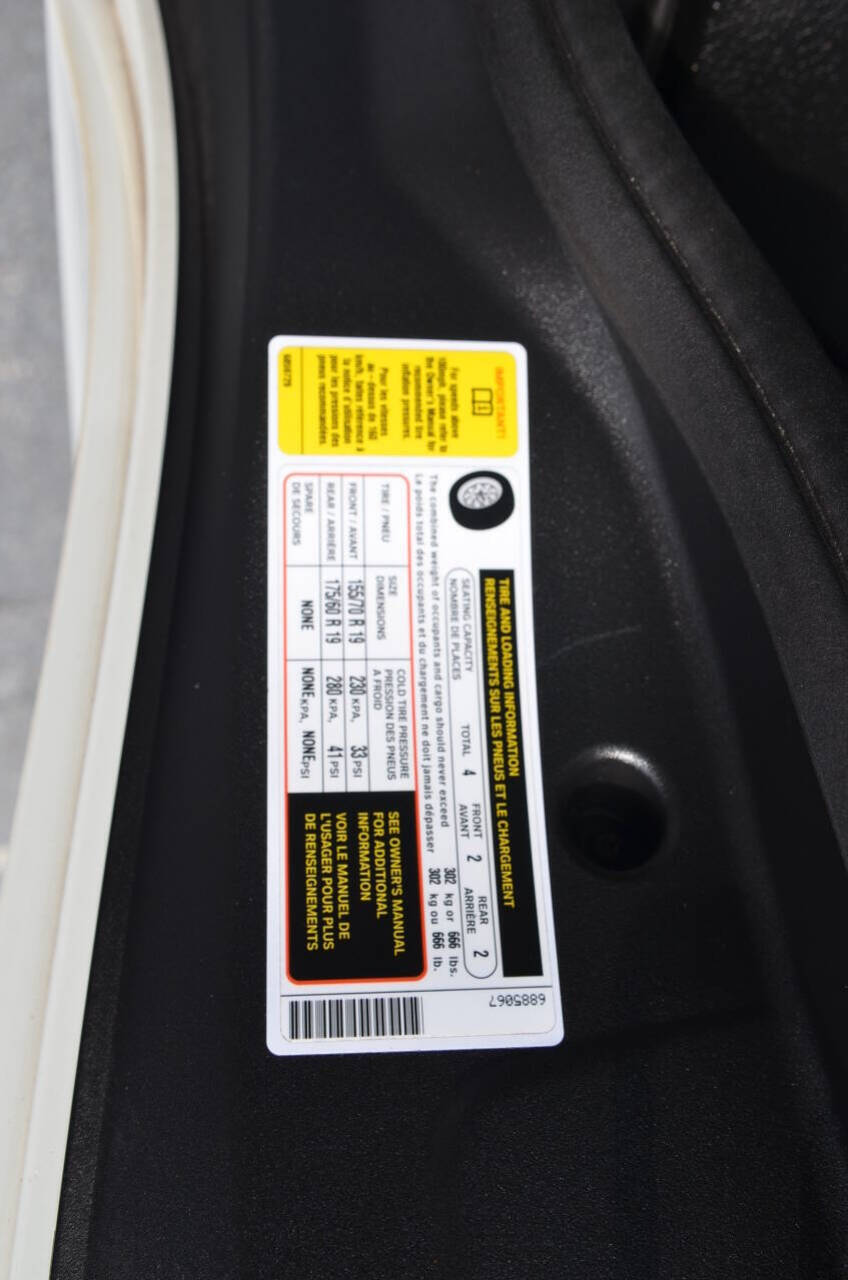 IMPORTANT!
For speeds above
100mph, please refer to
the Owner's Manual for
recommended tire
inflation pressures.
Pour les vitesses
au - dessus de 160
km/h, faites référence à
la notice d'utilisation
pour les pressions des
pneus recommandées
TIRE AND LOADING INFORMATION
RENSEIGNEMENTS SUR LES PNEUS ET LE CHARGEMENT
SEATING CAPACITY TOTAL 4 FRONT 2 REAR 2
NOMBRE DE PLACES AVANT ARRIÈRE
The combined weight of occupants and cargo should never exceed 302 kg or 666 lbs.
Le poids total des occupants et du chargement ne doit jamais dépasser 302 kg ou 666 lb.
TIRE / PNEU SIZE DIMENSIONS COLD TIRE PRESSURE PRESSION DES PNEUS A FROID
FRONT / AVANT 155/70 R 19 230 KPA, 33 PSI
REAR / ARRIÈRE 175/60 R 19 280 KPA, 41 PSI
SPARE DE SECOURS NONE NONE KPA, NONE PSI
SEE OWNER'S MANUAL
FOR ADDITIONAL
INFORMATION
VOIR LE MANUEL DE
L'USAGER POUR PLUS
DE RENSEIGNEMENTS
6885067